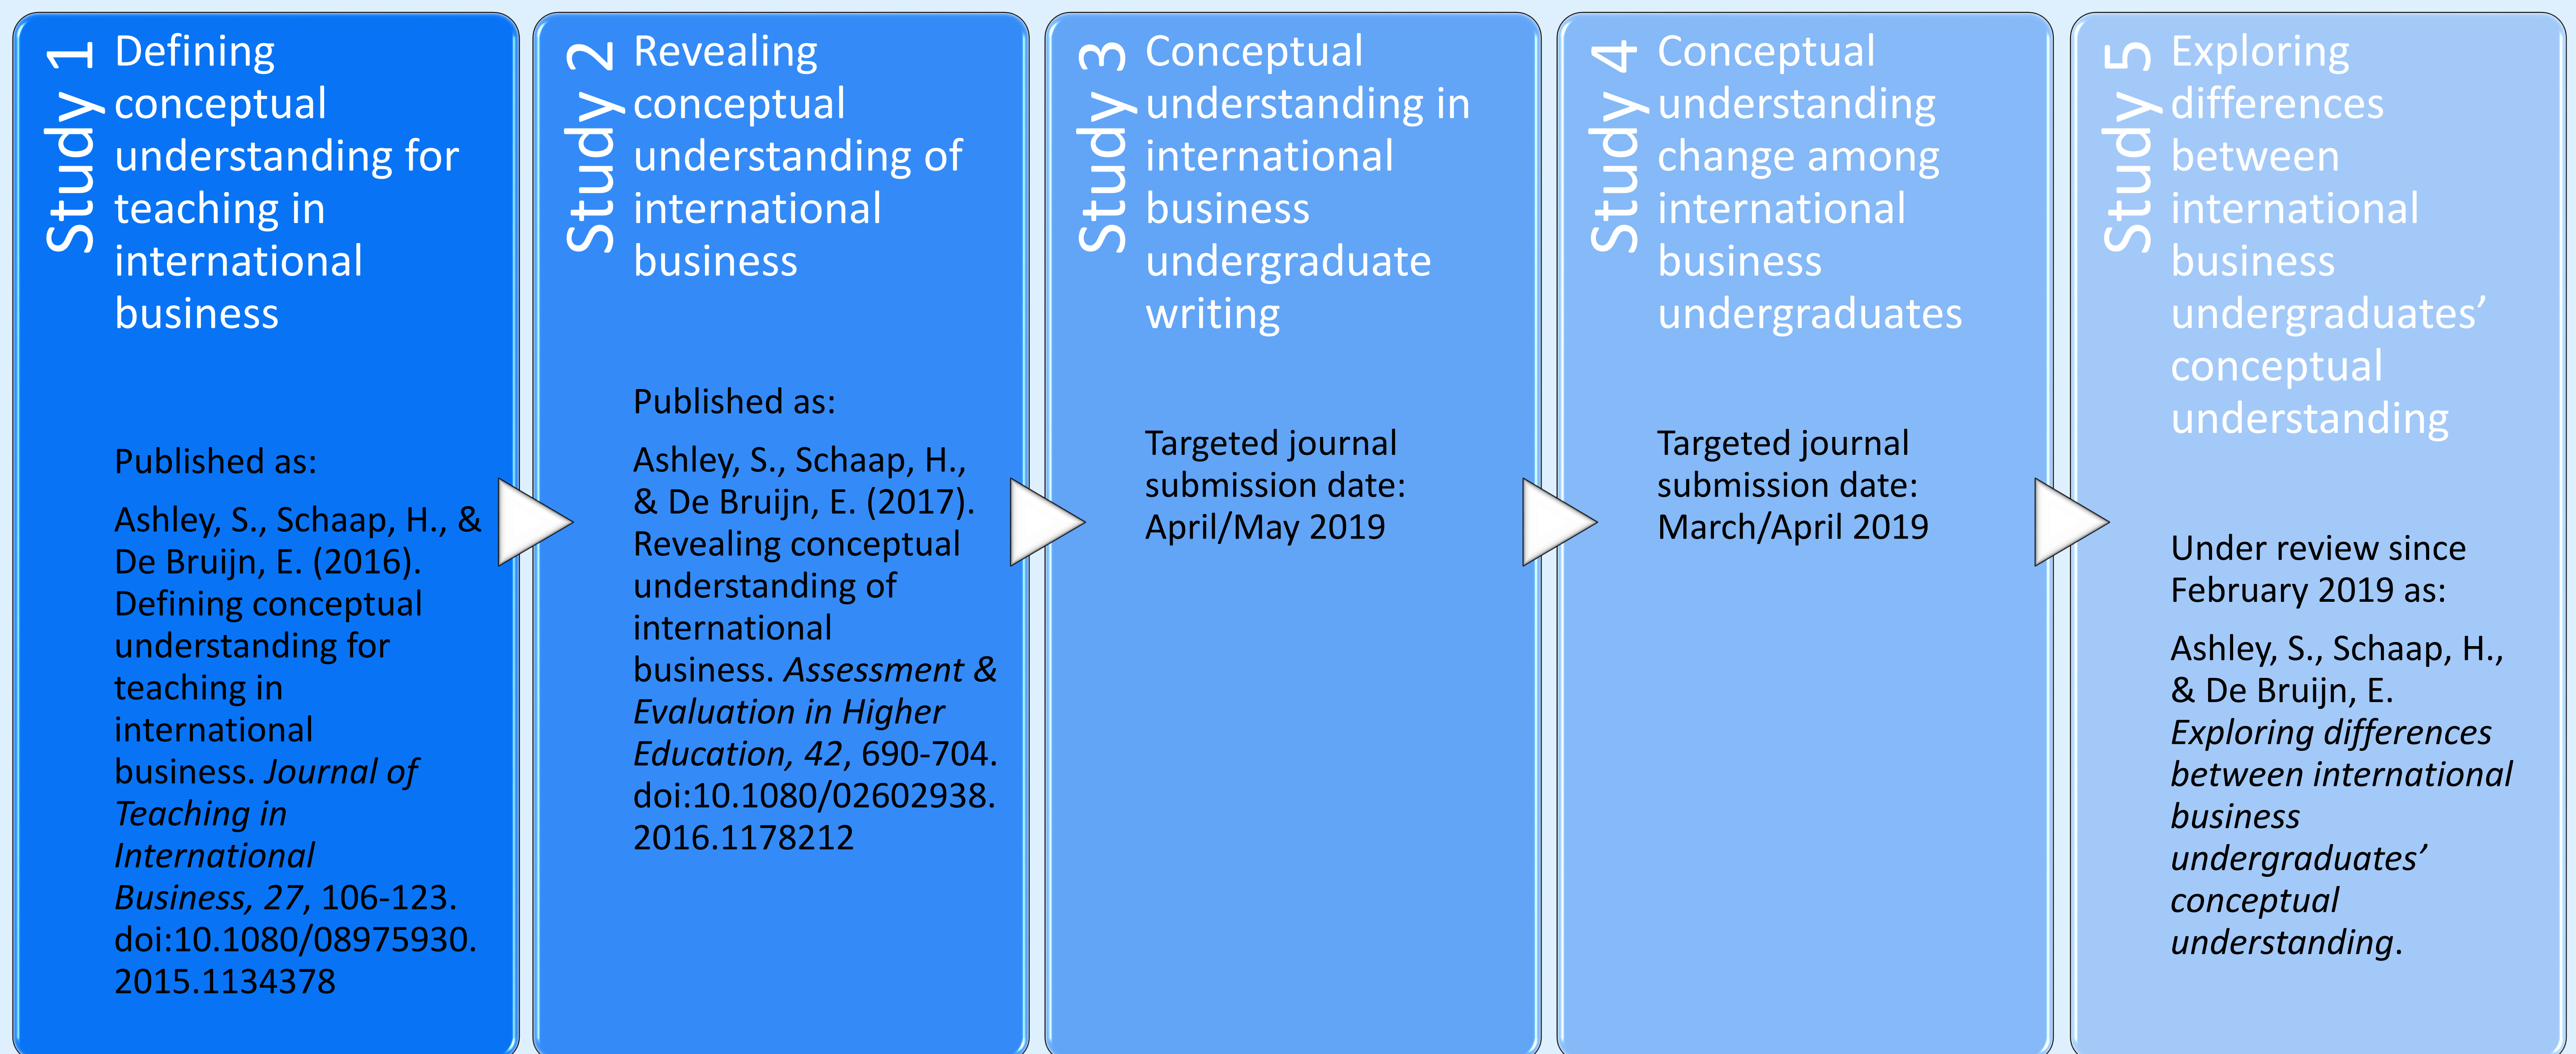 Study 1
Defining
conceptual
understanding for
teaching in
international
business
Published as:
Ashley, S., Schaap, H., &
De Bruijn, E. (2016).
Defining conceptual
understanding for
teaching in
international
business. Journal of
Teaching in
International
Business, 27, 106-123.
doi:10.1080/08975930.
2015.1134378
Study 2
Revealing
conceptual
understanding of
international
business
Published as:
Ashley, S., Schaap, H.,
& De Bruijn, E. (2017).
Revealing conceptual
understanding of
international
business. Assessment &
Evaluation in Higher
Education, 42, 690-704.
doi:10.1080/02602938.
2016.1178212
Study 3
Conceptual
understanding in
international
business
undergraduate
writing
Targeted journal
submission date:
April/May 2019
Study 4
Conceptual
understanding
change among
international
business
undergraduates
Targeted journal
submission date:
March/April 2019
Study 5
Exploring
differences
between
international
business
undergraduates’
conceptual
understanding
Under review since
February 2019 as:
Ashley, S., Schaap, H.,
& De Bruijn, E.
Exploring differences
between international
business
undergraduates’
conceptual
understanding.